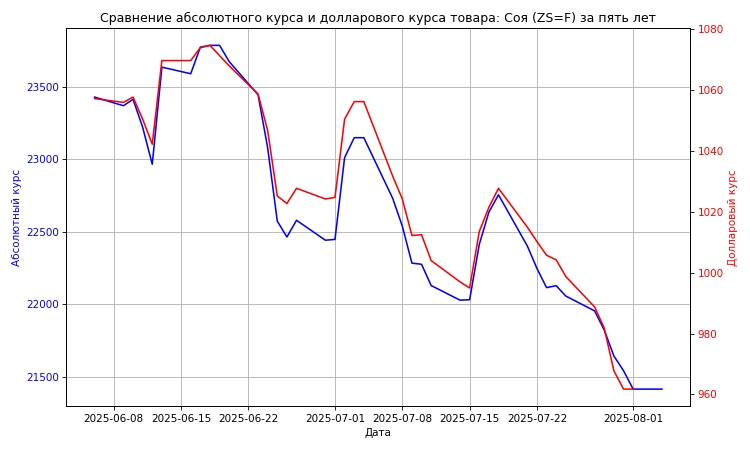 Сравнение абсолютного курса и долларового курса товара: Соя (ZS=F) за пять лет
Абсолютный курс
23500
23000
22500
22000
21500
1080
1060
1040
1020
1000
980
960
Долларовый курс
2025-06-08 2025-06-15 2025-06-22 2025-07-01 2025-07-08 2025-07-15 2025-07-22 2025-08-01
Дата